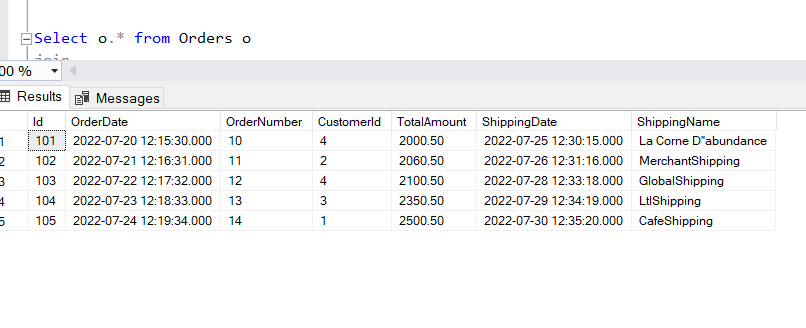 Select o.* from Orders o
join
00 %
Results Messages
Id OrderDate OrderNumber CustomerId TotalAmount ShippingDate ShippingName
1 101 2022-07-20 12:15:30.000 10 4 2000.50 2022-07-25 12:30:15.000 La Corne D"abundance
2 102 2022-07-21 12:16:31.000 11 2 2060.50 2022-07-26 12:31:16.000 MerchantShipping
3 103 2022-07-22 12:17:32.000 12 4 2100.50 2022-07-28 12:33:18.000 GlobalShipping
4 104 2022-07-23 12:18:33.000 13 3 2350.50 2022-07-29 12:34:19.000 LtlShipping
5 105 2022-07-24 12:19:34.000 14 1 2500.50 2022-07-30 12:35:20.000 CafeShipping